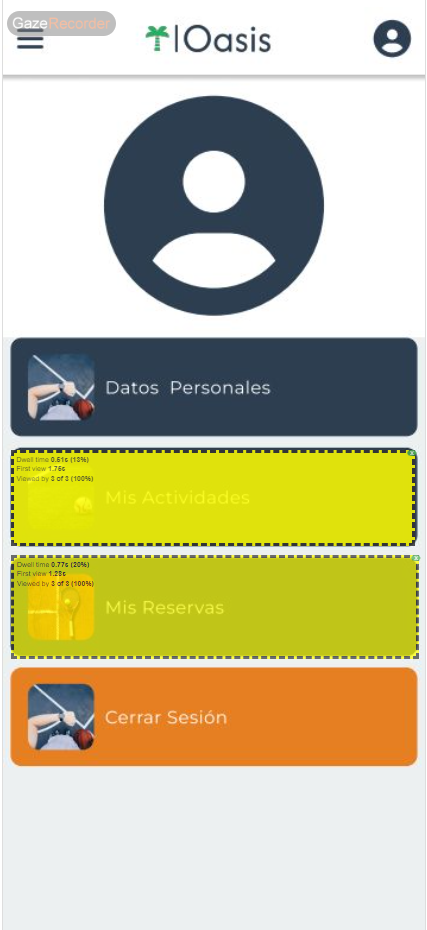 GazeRecorder
|Oasis
Datos Personales
Dwell time 0.51s (13%)
First view 1.75s
Viewed by 3 of 3 (100%)
Mis Actividades
Dwell time 0.77s (20%)
First view 1.28s
Viewed by 3 of 3 (100%)
Mis Reservas
Cerrar Sesión